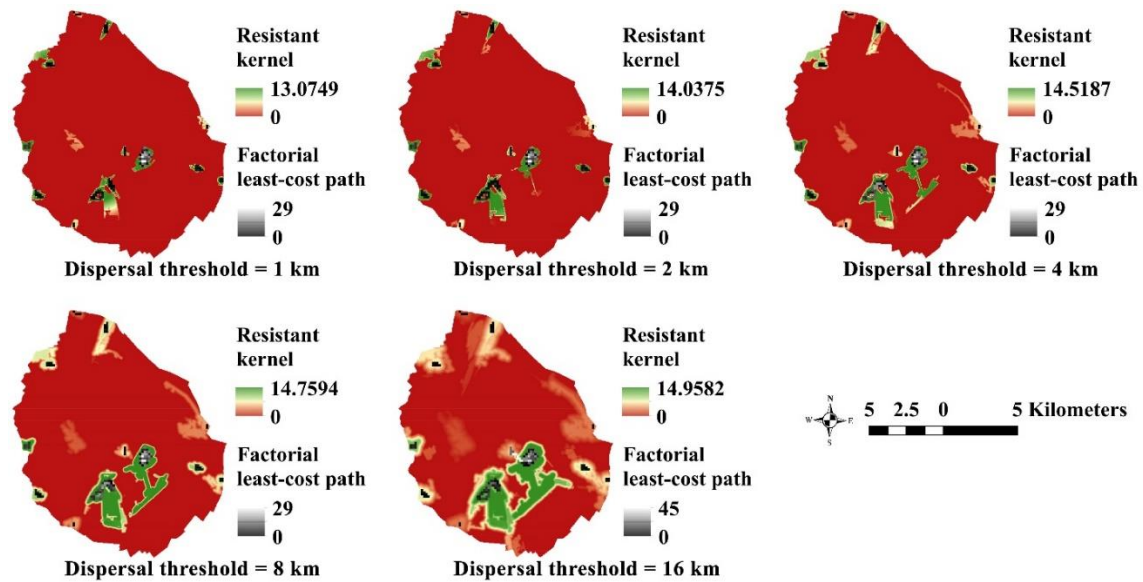 Resistant
kernel
13.0749
0
Factorial
least-cost path
29
0
Dispersal threshold = 1 km
Resistant
kernel
14.0375
0
Factorial
least-cost path
29
0
Dispersal threshold = 2 km
Resistant
kernel
14.5187
0
Factorial
least-cost path
29
0
Dispersal threshold = 4 km
Resistant
kernel
14.7594
0
Factorial
least-cost path
29
0
Dispersal threshold = 8 km
Resistant
kernel
14.9582
0
Factorial
least-cost path
45
0
Dispersal threshold = 16 km
N
W E
S
5 2.5 0 5 Kilometers